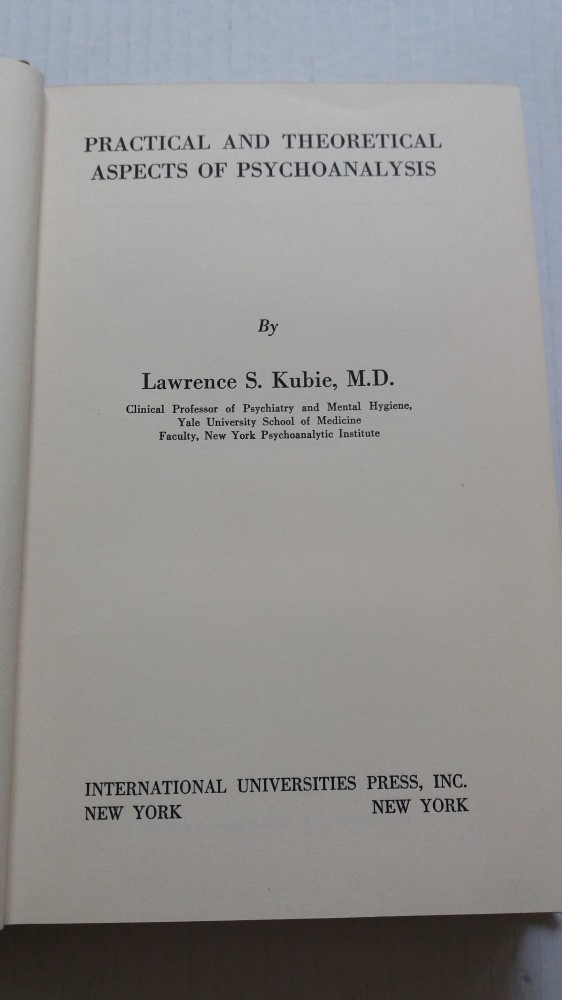 PRACTICAL AND THEORETICAL
ASPECTS OF PSYCHOANALYSIS
By
Lawrence S. Kubie, M.D.
Clinical Professor of Psychiatry and Mental Hygiene,
Yale University School of Medicine
Faculty, New York Psychoanalytic Institute
INTERNATIONAL UNIVERSITIES PRESS, INC.
NEW YORK NEW YORK